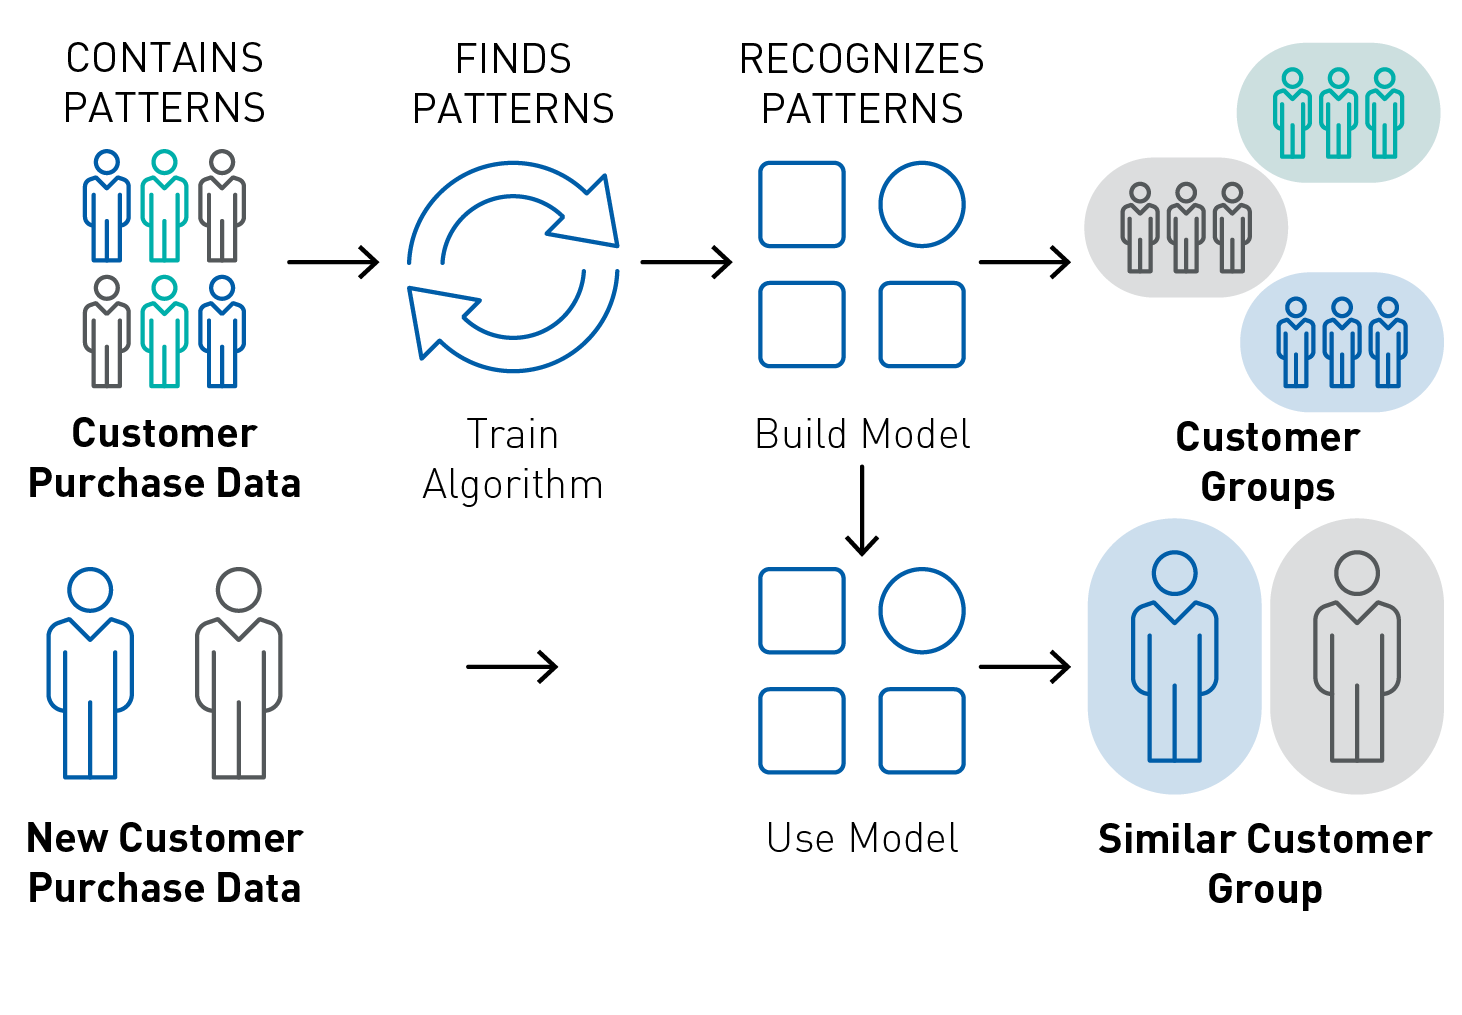 CONTAINS
PATTERNS
FINDS
PATTERNS
RECOGNIZES
PATTERNS
Customer
Purchase Data
Train
Algorithm
Build Model
Customer
Groups
New Customer
Purchase Data
Use Model
Similar Customer
Group